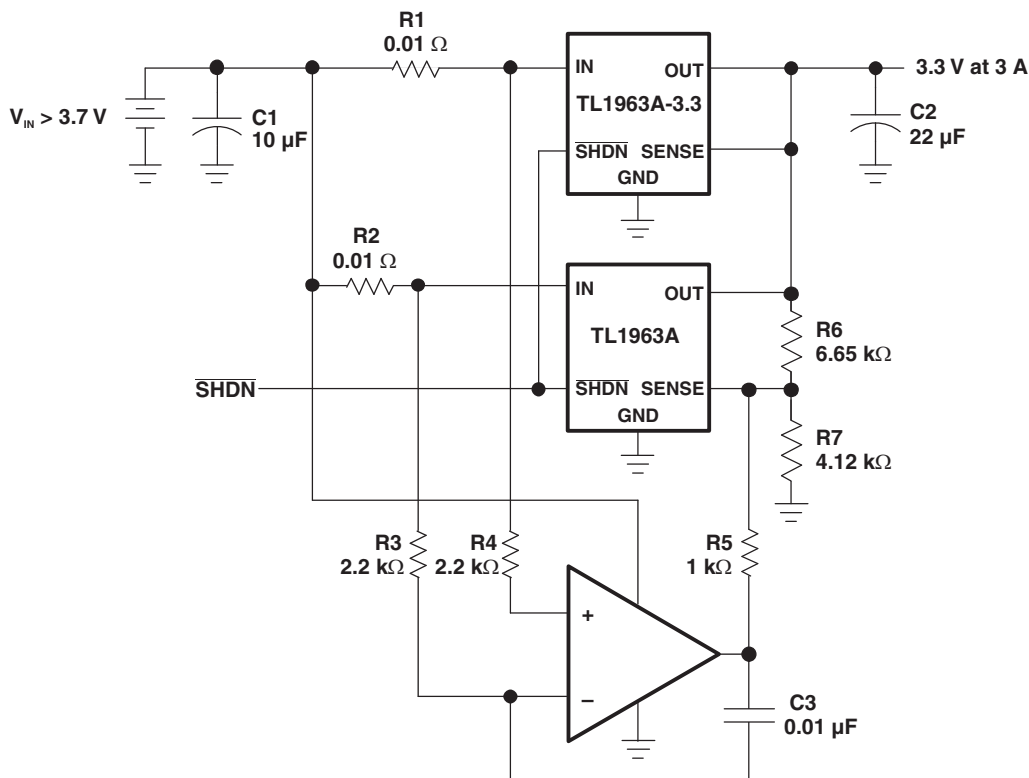 R1
0.01 Ω
IN
OUT
3.3 V at 3 A
TL1963A-3.3
V_IN > 3.7 V
C1
10 µF
C2
22 µF
SHDN
SENSE
GND
R2
0.01 Ω
IN
OUT
TL1963A
R6
6.65 kΩ
SHDN
SHDN
SENSE
GND
R7
4.12 kΩ
R3
2.2 kΩ
R4
2.2 kΩ
R5
1 kΩ
+
−
C3
0.01 µF